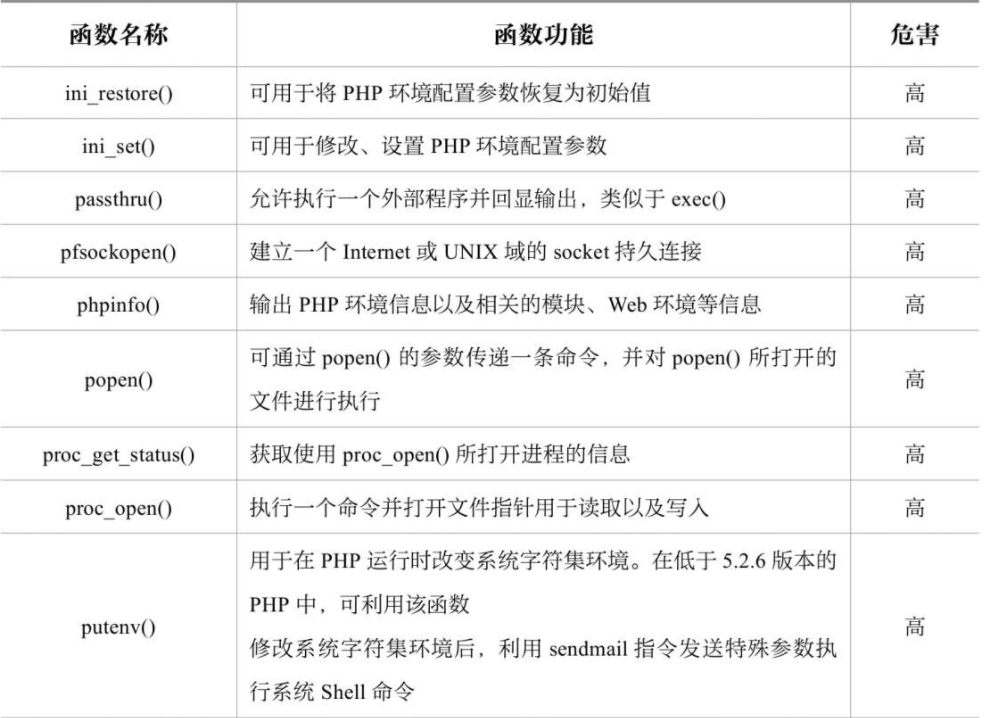 函数名称 函数功能 危害
ini_restore() 可用于将 PHP 环境配置参数恢复为初始值 高
ini_set() 可用于修改、设置 PHP 环境配置参数 高
passthru() 允许执行一个外部程序并回显输出，类似于 exec() 高
pfsockopen() 建立一个 Internet 或 UNIX 域的 socket 持久连接 高
phpinfo() 输出 PHP 环境信息以及相关的模块、Web 环境等信息 高
popen() 可通过 popen() 的参数传递一条命令，并对 popen() 所打开的
文件进行执行 高
proc_get_status() 获取使用 proc_open() 所打开进程的信息 高
proc_open() 执行一个命令并打开文件指针用于读取以及写入 高
putenv() 用于在 PHP 运行时改变系统字符集环境。在低于 5.2.6 版本的
PHP 中，可利用该函数
修改系统字符集环境后，利用 sendmail 指令发送特殊参数执
行系统 Shell 命令 高